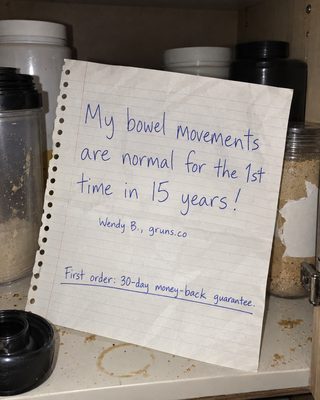 My bowel movements
are normal for the 1st
time in 15 years!
Wendy B., gruns.co
First order: 30-day money-back guarantee.